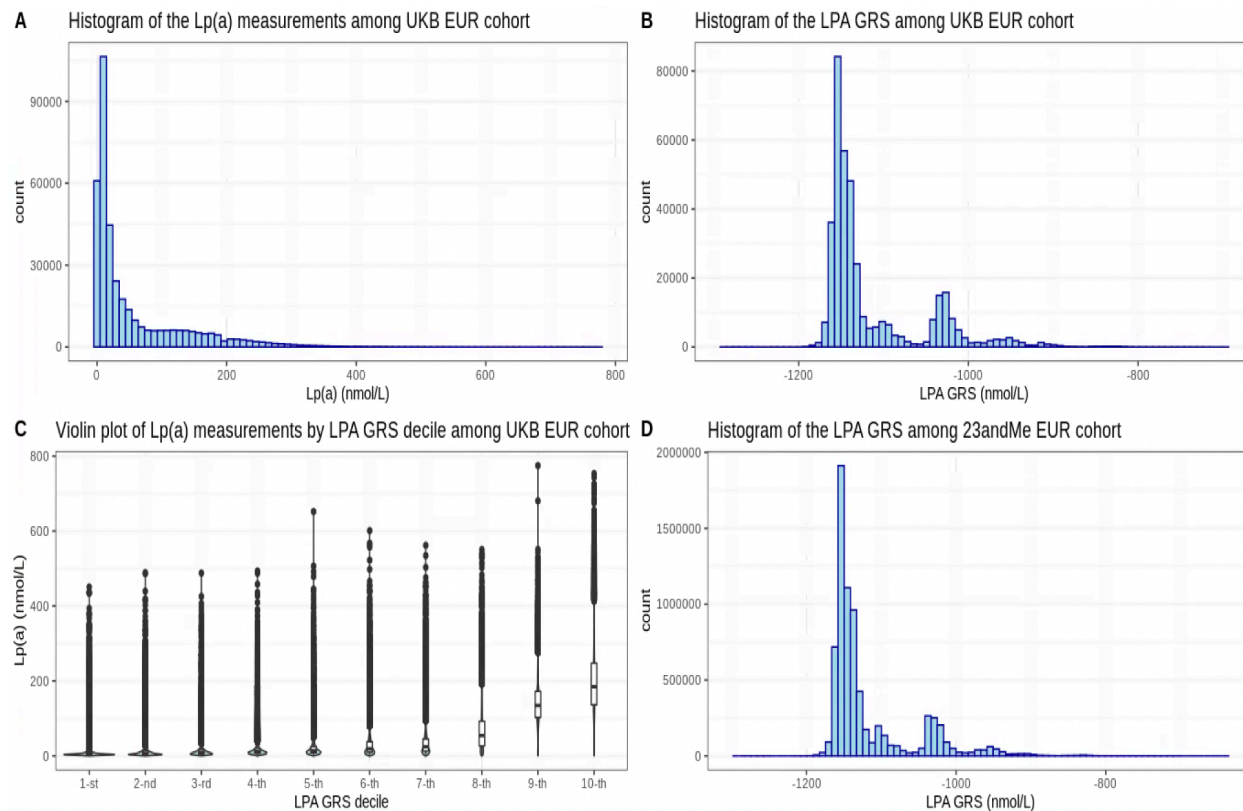 A Histogram of the Lp(a) measurements among UKB EUR cohort
90000
60000
30000
0
count
0 200 400 600 800
Lp(a) (nmol/L)
B Histogram of the LPA GRS among UKB EUR cohort
80000
60000
40000
20000
0
count
-1200 -1000 -800
LPA GRS (nmol/L)
C Violin plot of Lp(a) measurements by LPA GRS decile among UKB EUR cohort
800
600
400
200
0
Lp(a) (nmol/L)
1-st 2-nd 3-rd 4-th 5-th 6-th 7-th 8-th 9-th 10-th
LPA GRS decile
D Histogram of the LPA GRS among 23andMe EUR cohort
2000000
1500000
1000000
500000
0
count
-1200 -1000 -800
LPA GRS (nmol/L)